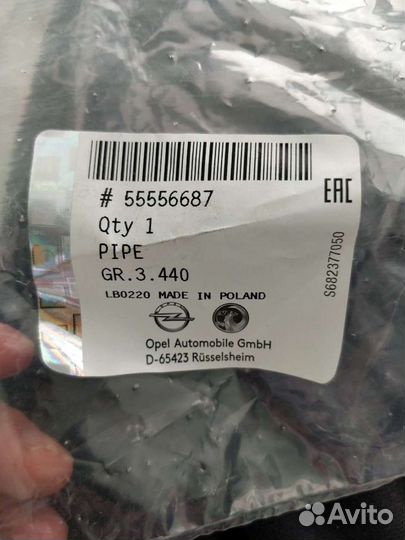 # 55556687
EAC
Qty 1
PIPE
GR.3.440
LB0220 MADE IN POLAND
S682377050
Opel Automobile GmbH
D-65423 Rüsselsheim
Avito